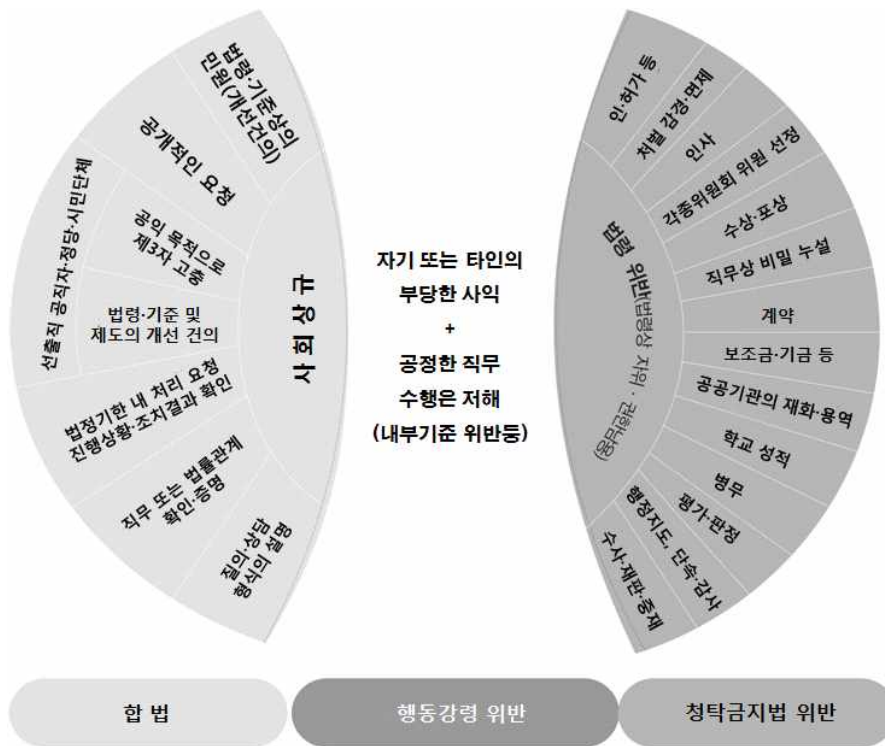 법령·기준상의
민원(개선건의)
공개적인 요청
선출직 공직자·정당·시민단체
공익 목적으로
제3자 고충
법령·기준 및
제도의 개선 건의
법정기한 내 처리 요청
진행상황·조치결과 확인
직무 또는 법률관계
확인·증명
질의·상담
형식의 설명
사회상규
자기 또는 타인의
부당한 사익
+
공정한 직무
수행은 저해
(내부기준 위반등)
법령 위반(법령상 지위·권한남용)
인·허가 등
처벌 감경·면제
인사
각종위원회 위원 선정
수상·포상
직무상 비밀 누설
계약
보조금·기금 등
공공기관의 재화·용역
학교 성적
병무
평가·판정
행정지도, 단속·감사
수사·재판·중재
합 법
행동강령 위반
청탁금지법 위반